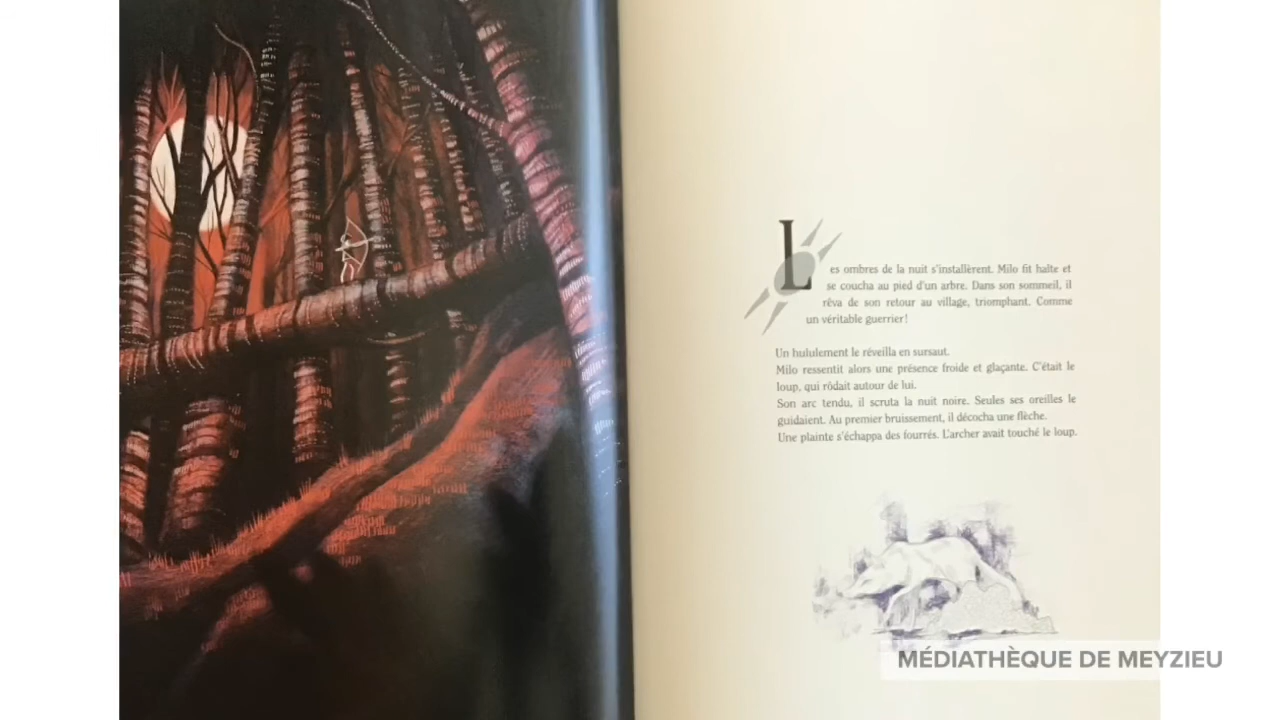 Les ombres de la nuit s'installèrent. Milo fit halte et
se coucha au pied d'un arbre. Dans son sommeil, il
rêva de son retour au village, triomphant. Comme
un véritable guerrier !
Un hululement le réveilla en sursaut.
Milo ressentit alors une présence froide et glaçante. C'était le
loup, qui rôdait autour de lui.
Son arc tendu, il scruta la nuit noire. Seules ses oreilles le
guidaient. Au premier bruissement, il décocha une flèche.
Une plainte s'échappa des fourrés. L'archer avait touché le loup.
MÉDIATHÈQUE DE MEYZIEU